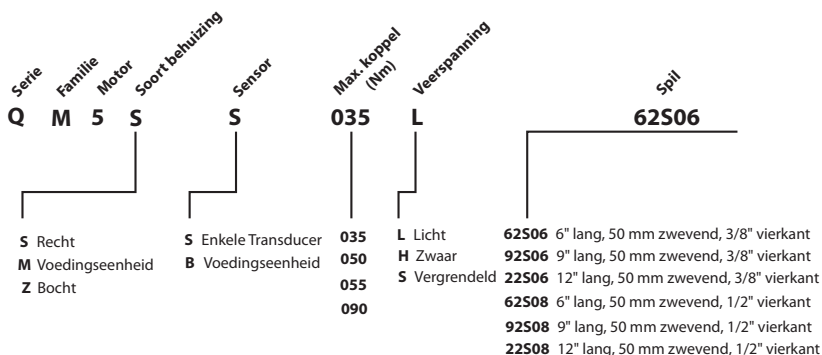 Serie Familie Motor Soort behuizing Sensor Max. koppel (Nm) Veerspanning Spil
Q M 5 S S 035 L 62S06
S Recht
M Voedingseenheid
Z Bocht
S Enkele Transducer
B Voedingseenheid
035
050
055
090
L Licht
H Zwaar
S Vergrendeld
62S06 6" lang, 50 mm zwevend, 3/8" vierkant
92S06 9" lang, 50 mm zwevend, 3/8" vierkant
22S06 12" lang, 50 mm zwevend, 3/8" vierkant
62S08 6" lang, 50 mm zwevend, 1/2" vierkant
92S08 9" lang, 50 mm zwevend, 1/2" vierkant
22S08 12" lang, 50 mm zwevend, 1/2" vierkant